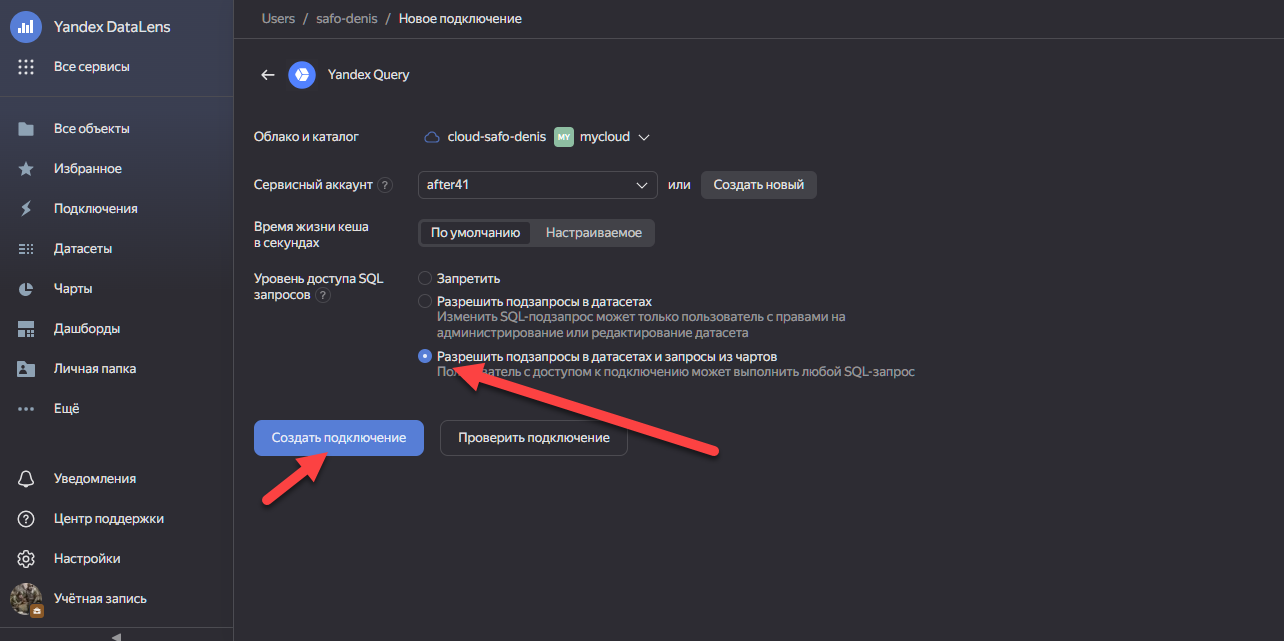 Yandex DataLens
Все сервисы
Все объекты
Избранное
Подключения
Датасеты
Чарты
Дашборды
Личная папка
Ещё
Уведомления
Центр поддержки
Настройки
Учётная запись
Users / safo-denis / Новое подключение
Yandex Query
Облако и каталог cloud-safo-denis MY mycloud
Сервисный аккаунт ? after41 или Создать новый
Время жизни кеша
в секундах
По умолчанию Настраиваемое
Уровень доступа SQL
запросов ?
Запретить
Разрешить подзапросы в датасетах
Изменить SQL-подзапрос может только пользователь с правами на
администрирование или редактирование датасета
Разрешить подзапросы в датасетах и запросы из чартов
с доступом к подключению может выполнить любой SQL-запрос
Создать подключение Проверить подключение